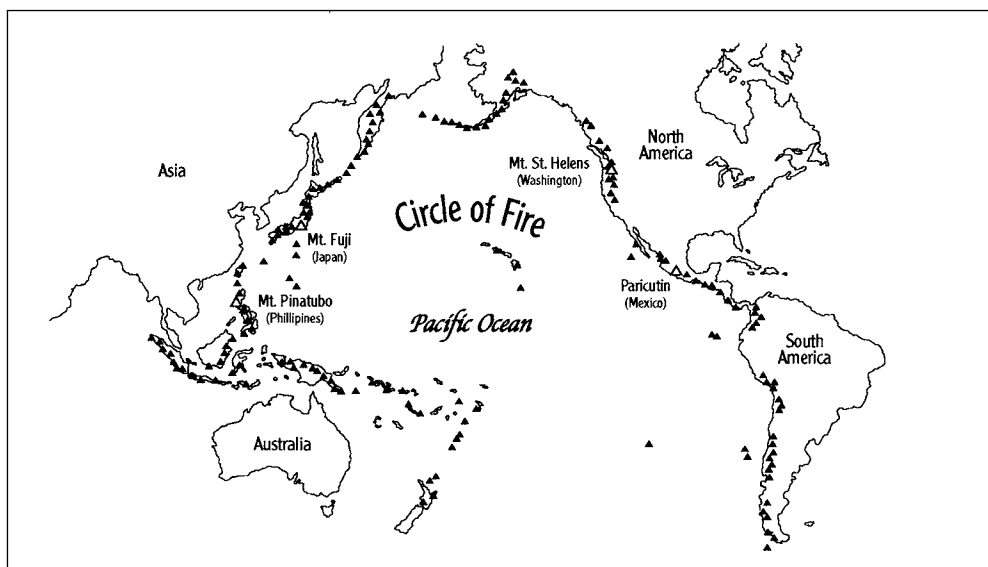 Asia
North
America
Mt. St. Helens
(Washington)
Circle of Fire
Mt. Fuji
(Japan)
Mt. Pinatubo
(Phillipines)
Paricutin
(Mexico)
Pacific Ocean
South
America
Australia